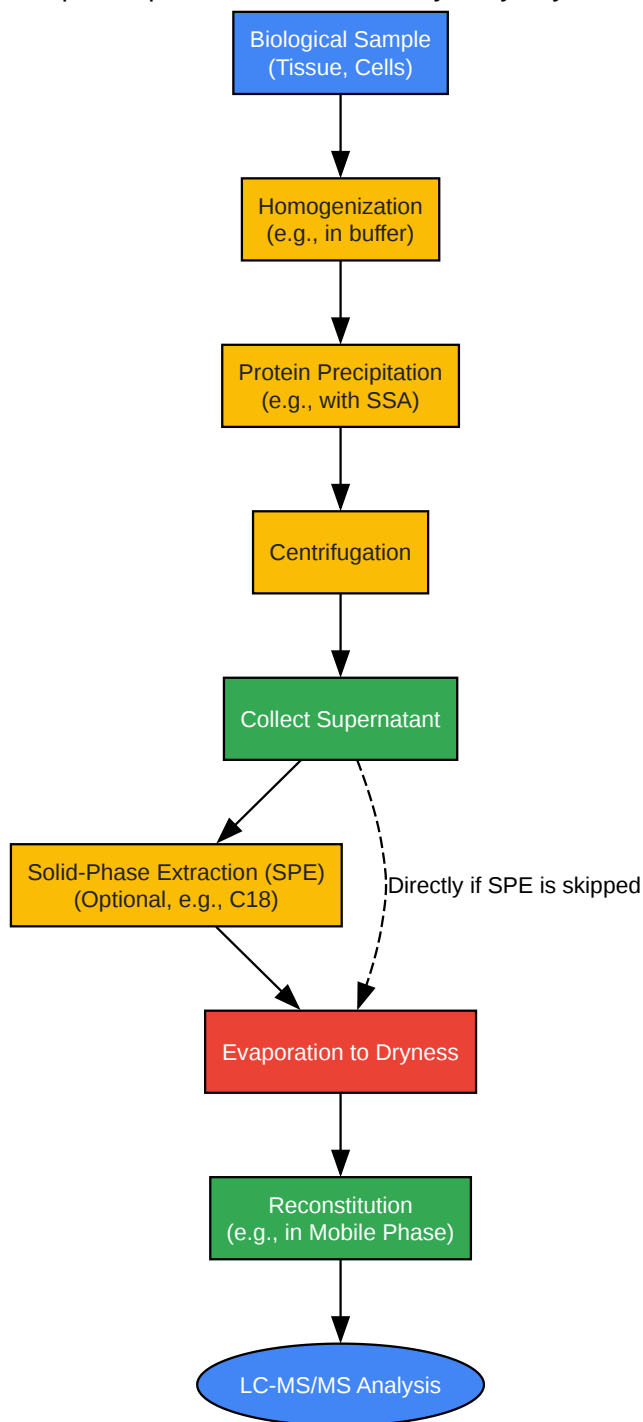 Biological Sample
(Tissue, Cells)
Homogenization
(e.g., in buffer)
Protein Precipitation
(e.g., with SSA)
Centrifugation
Collect Supernatant
Solid-Phase Extraction (SPE)
(Optional, e.g., C18)
Directly if SPE is skipped
Evaporation to Dryness
Reconstitution
(e.g., in Mobile Phase)
LC-MS/MS Analysis